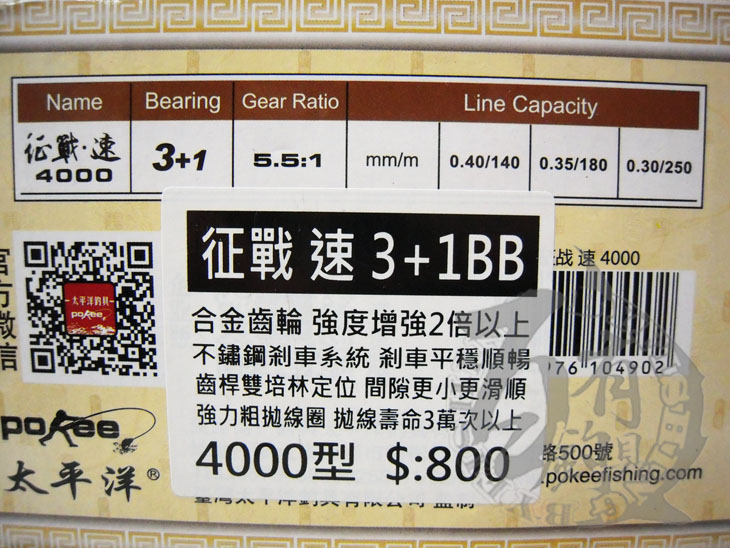 Name Bearing Gear Ratio Line Capacity
征戰·速 4000 3+1 5.5:1 mm/m 0.40/140 0.35/180 0.30/250
征戰 速 3+1BB
合金齒輪 強度增強2倍以上
不鏽鋼剎車系統 剎車平穩順暢
齒桿雙培林定位 間隙更小更滑順
強力粗拋線圈 拋線壽命3萬次以上
4000型 $:800
官方微信
太平洋釣具
pokee
战 速 4000
76 104902
pokee
太平洋®
路500號
.pokeefishing.com